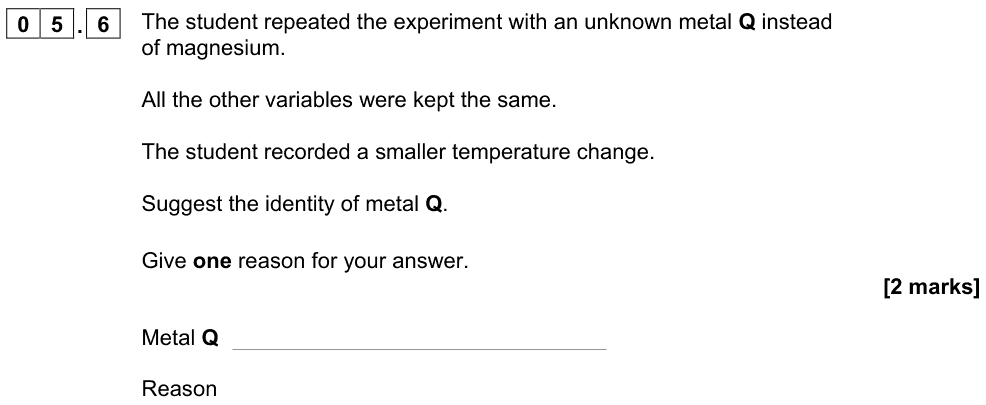 0 5 . 6 The student repeated the experiment with an unknown metal Q instead
of magnesium.
All the other variables were kept the same.
The student recorded a smaller temperature change.
Suggest the identity of metal Q.
Give one reason for your answer.
[2 marks]
Metal Q
Reason